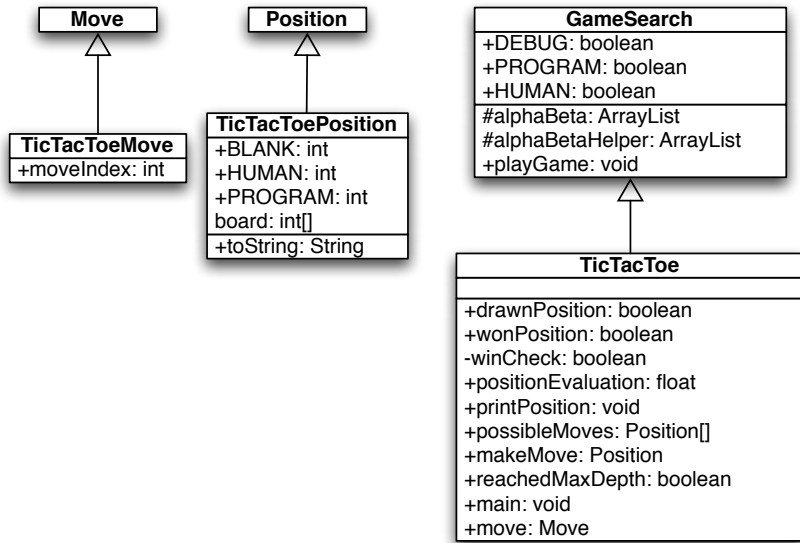 Move
TicTacToeMove
+moveIndex: int
Position
TicTacToePosition
+BLANK: int
+HUMAN: int
+PROGRAM: int
board: int[]
+toString: String
GameSearch
+DEBUG: boolean
+PROGRAM: boolean
+HUMAN: boolean
#alphaBeta: ArrayList
#alphaBetaHelper: ArrayList
+playGame: void
TicTacToe
+drawnPosition: boolean
+wonPosition: boolean
-winCheck: boolean
+positionEvaluation: float
+printPosition: void
+possibleMoves: Position[]
+makeMove: Position
+reachedMaxDepth: boolean
+main: void
+move: Move